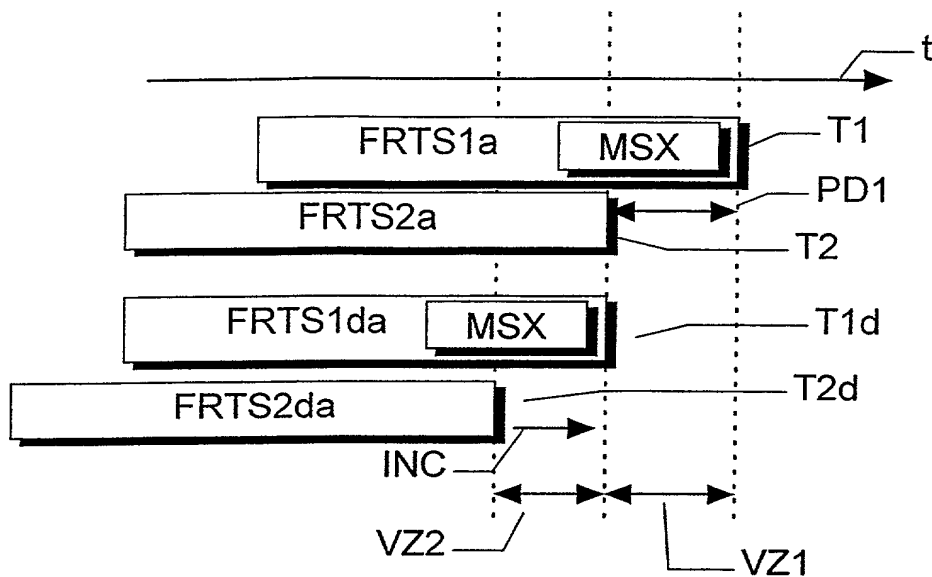 t
FRTS1a
MSX
T1
PD1
FRTS2a
T2
FRTS1da
MSX
T1d
FRTS2da
T2d
INC
VZ2
VZ1